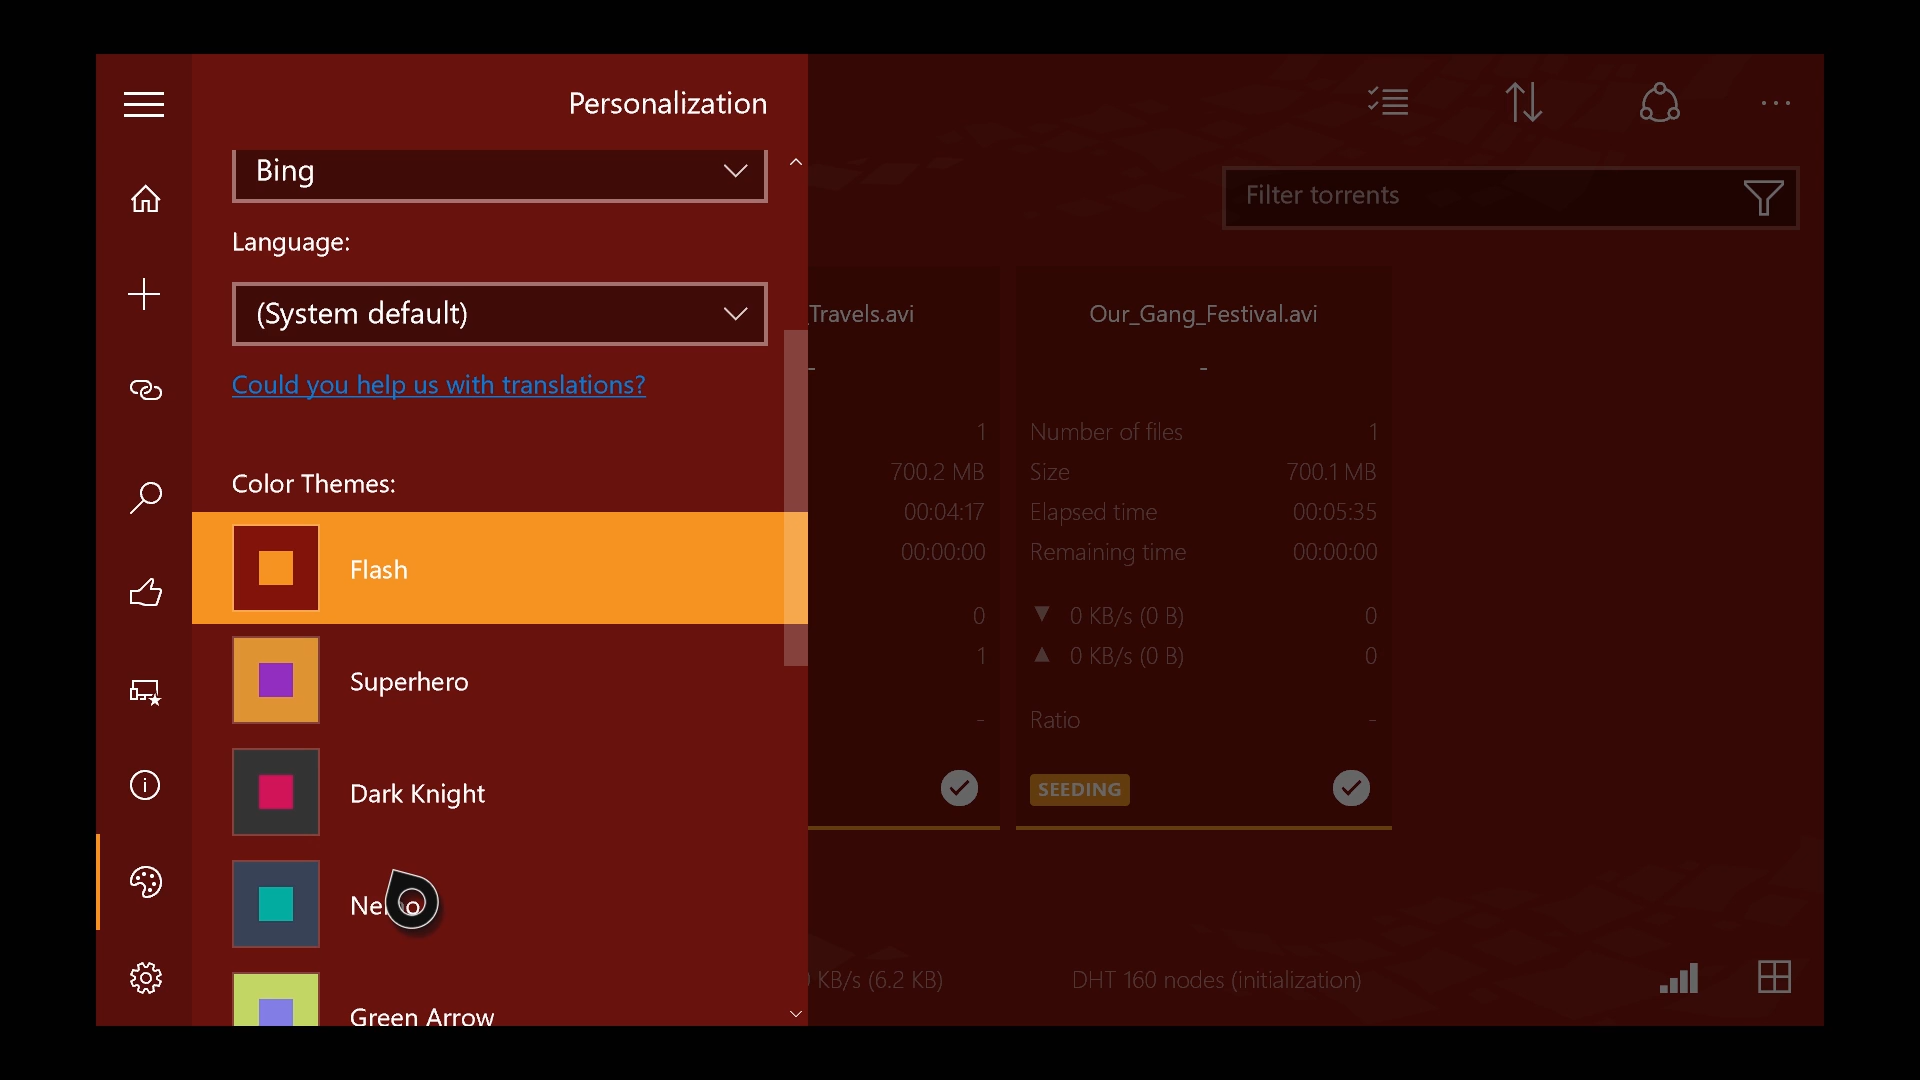 Personalization
Bing
Language:
(System default)
Could you help us with translations?
Color Themes:
Flash
Superhero
Dark Knight
Green Arrow
Filter torrents
Travels.avi
-
1
700.2 MB
00:04:17
00:00:00
0
1
-
Our_Gang_Festival.avi
-
Number of files 1
Size 700.1 MB
Elapsed time 00:05:35
Remaining time 00:00:00
▼ 0 KB/s (0 B) 0
▲ 0 KB/s (0 B) 0
Ratio -
SEEDING
KB/s (6.2 KB)
DHT 160 nodes (initialization)